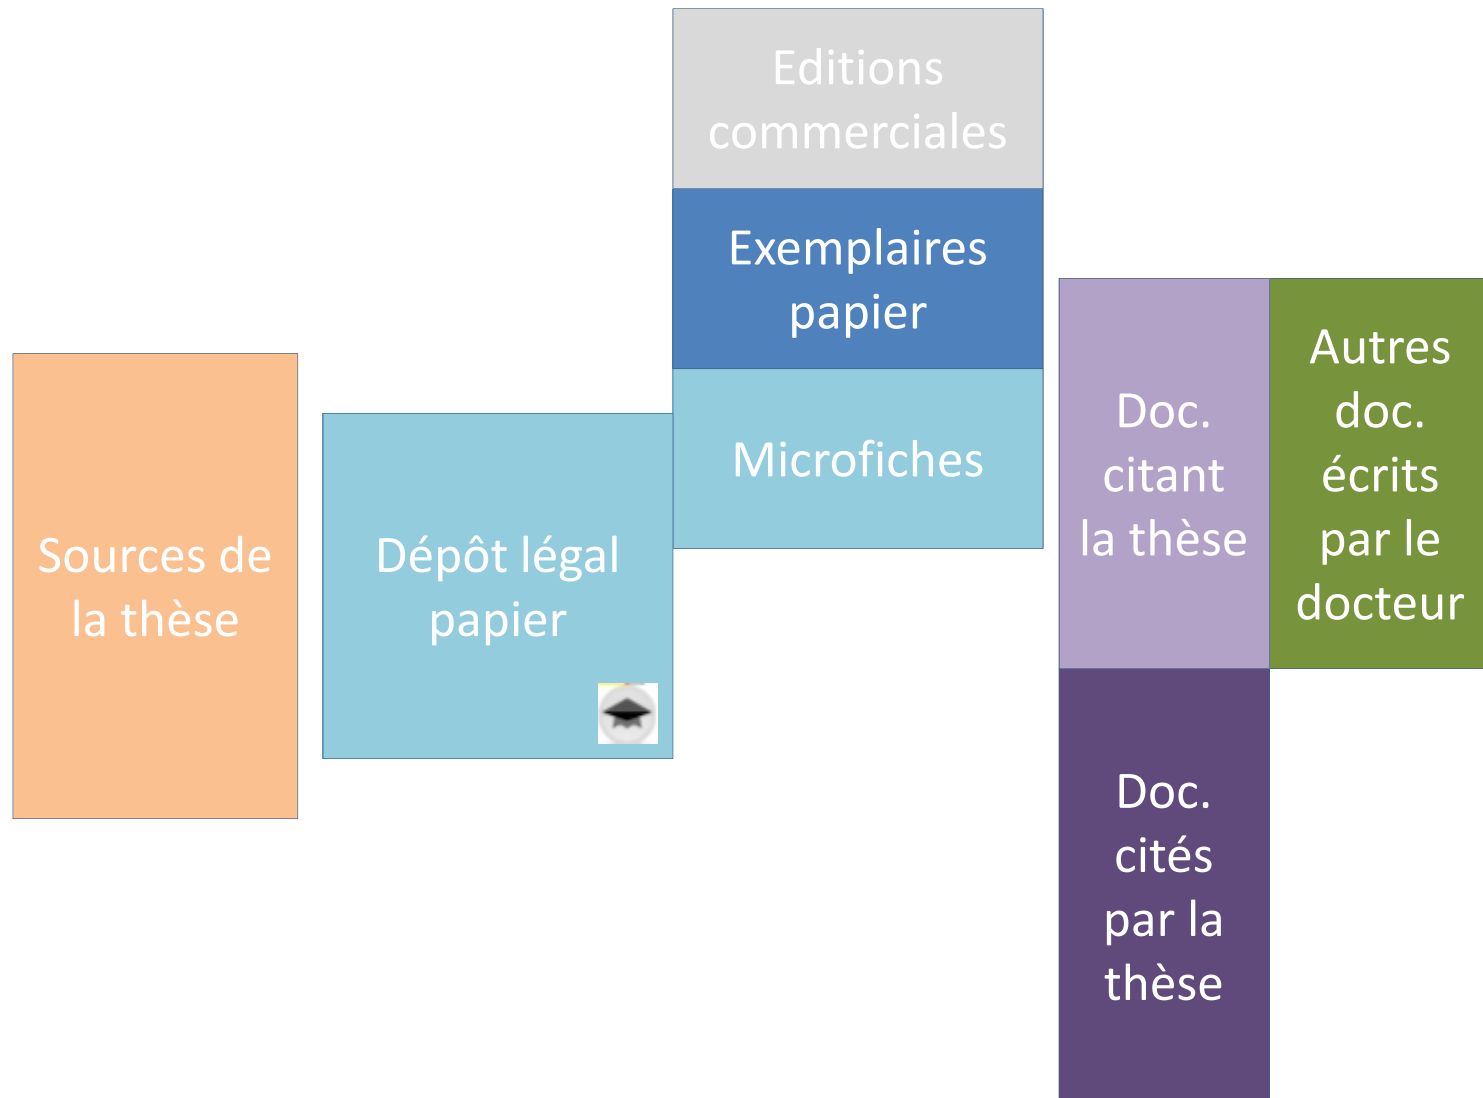 Editions
commerciales
Exemplaires
papier
Microfiches
Sources de
la thèse
Dépôt légal
papier
Doc.
citant
la thèse
Autres
doc.
écrits
par le
docteur
Doc.
cités
par la
thèse